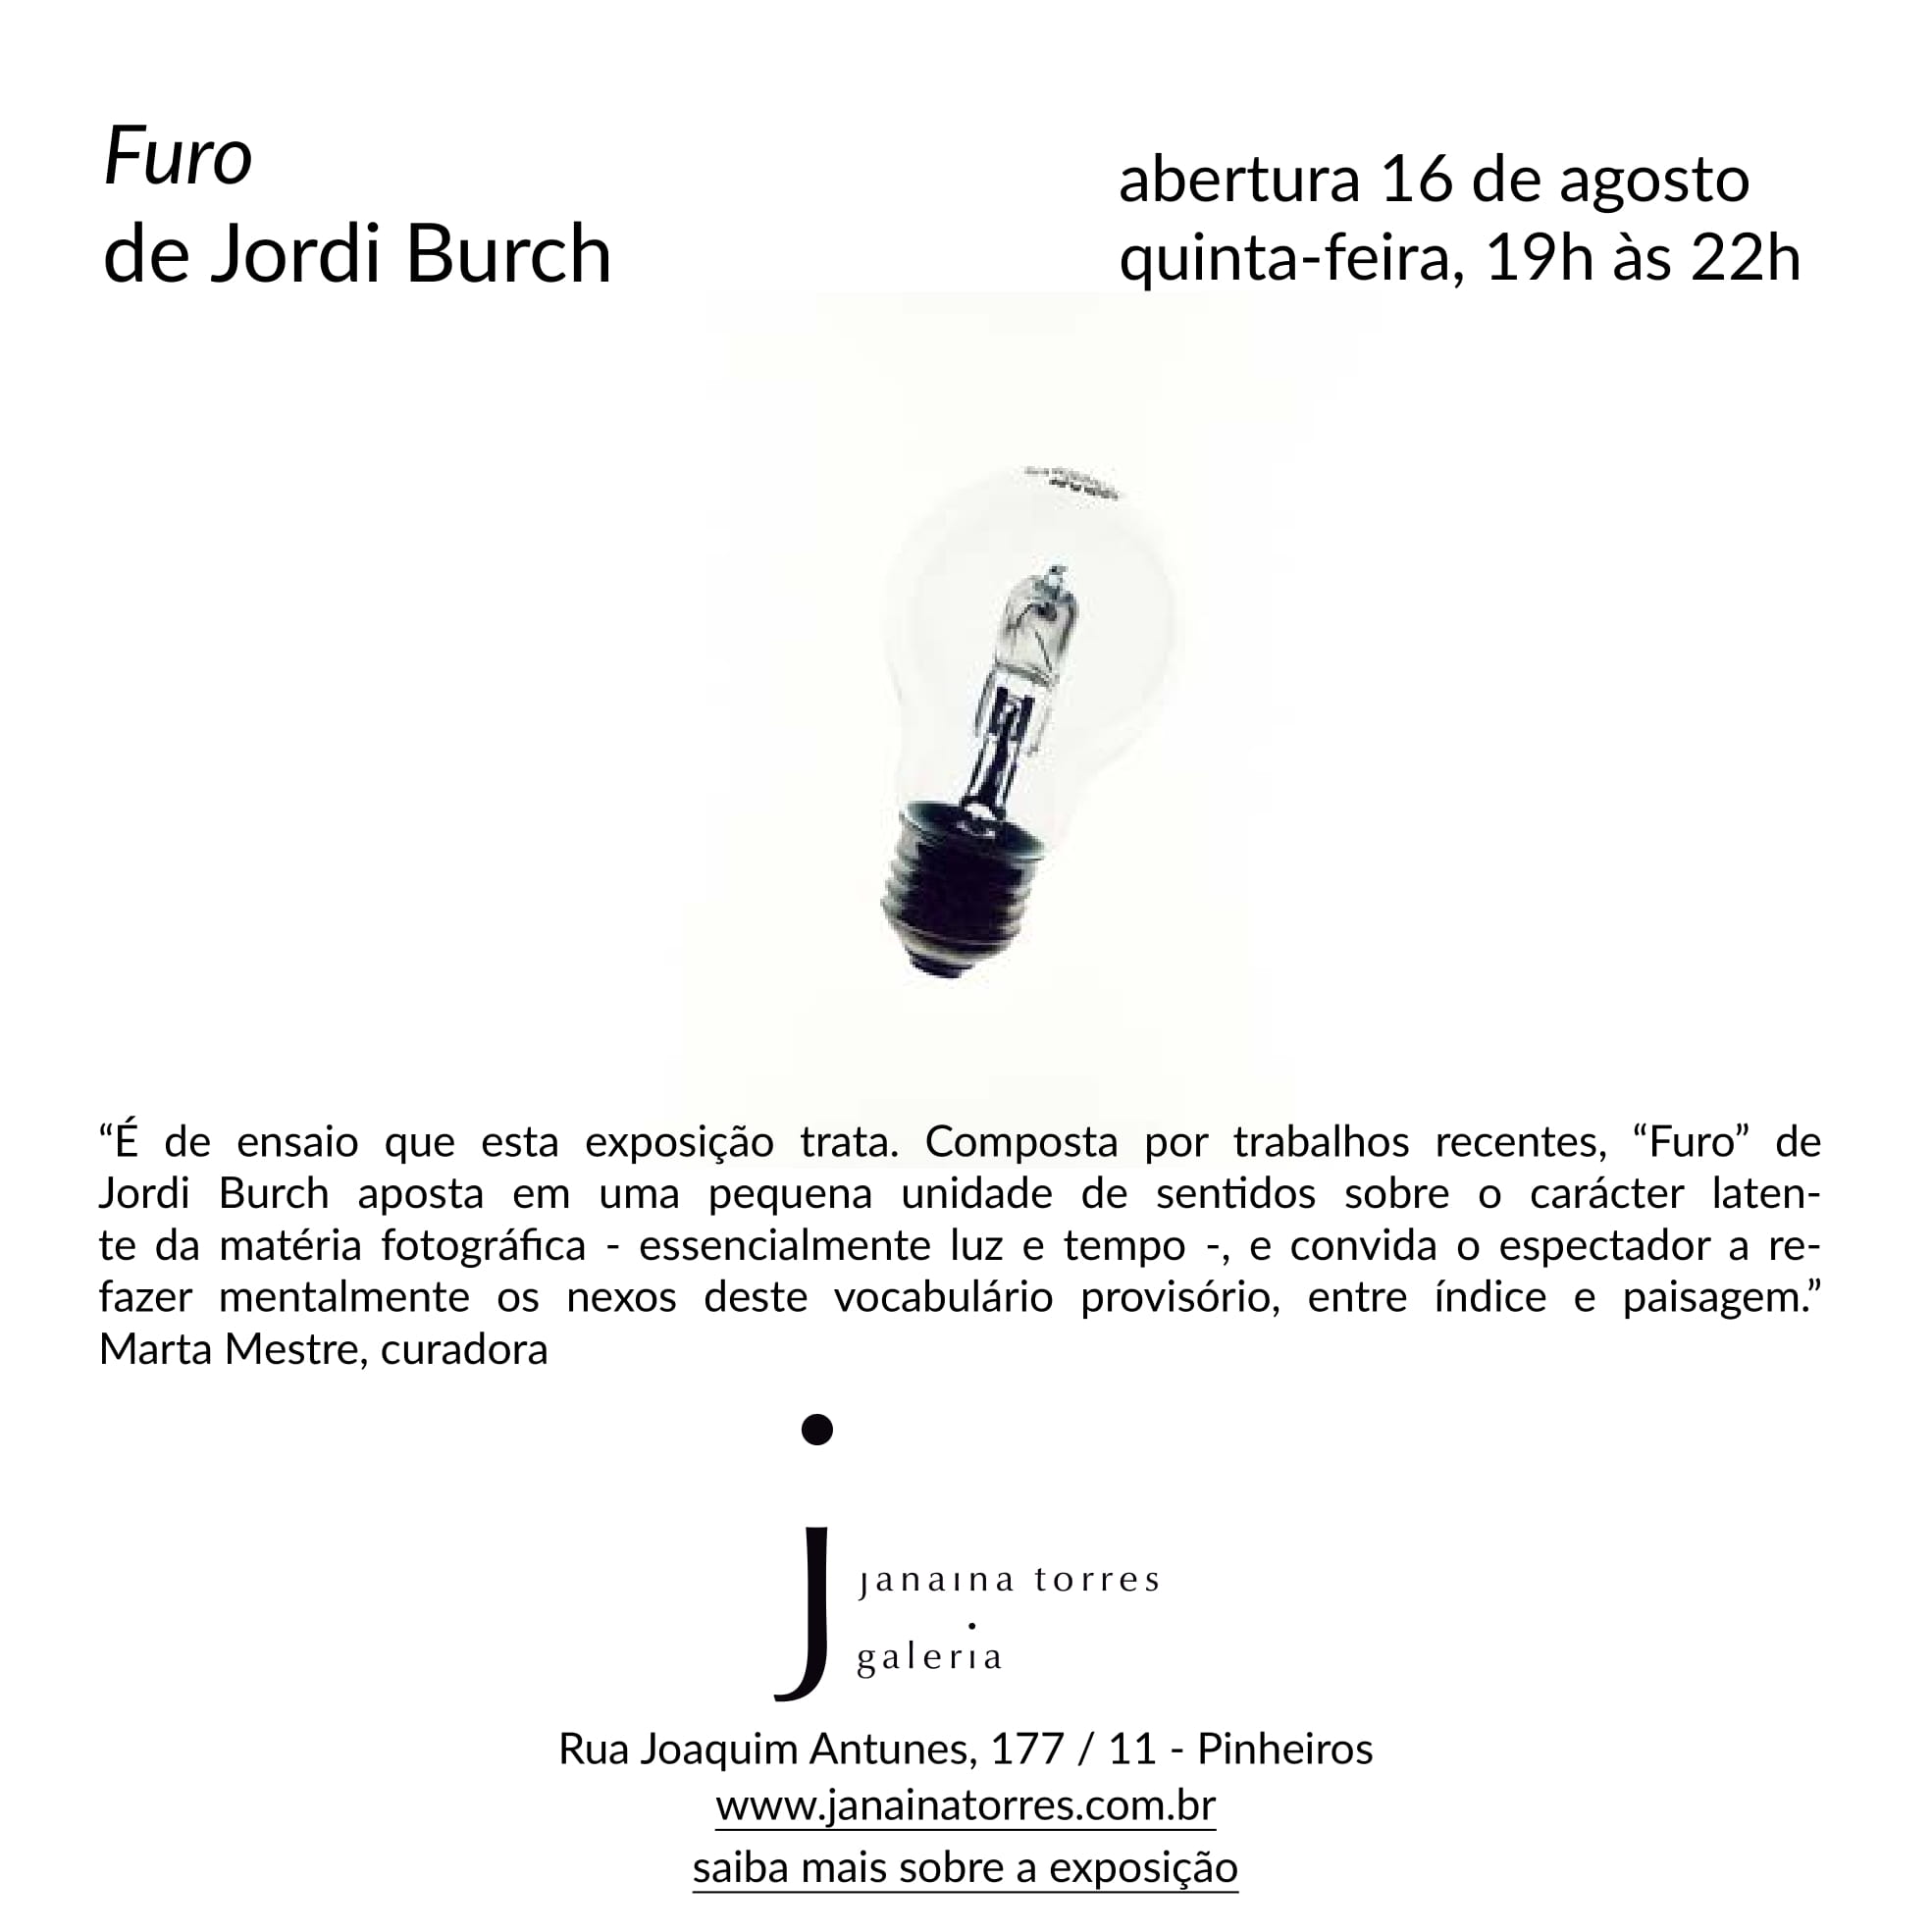 Furo
de Jordi Burch
abertura 16 de agosto
quinta-feira, 19h às 22h
“É de ensaio que esta exposição trata. Composta por trabalhos recentes, “Furo” de
Jordi Burch aposta em uma pequena unidade de sentidos sobre o carácter laten-
te da matéria fotográfica - essencialmente luz e tempo -, e convida o espectador a re-
fazer mentalmente os nexos deste vocabulário provisório, entre índice e paisagem.”
Marta Mestre, curadora
j
janaina torres
galeria
Rua Joaquim Antunes, 177 / 11 - Pinheiros
www.janainatorres.com.br
saiba mais sobre a exposição